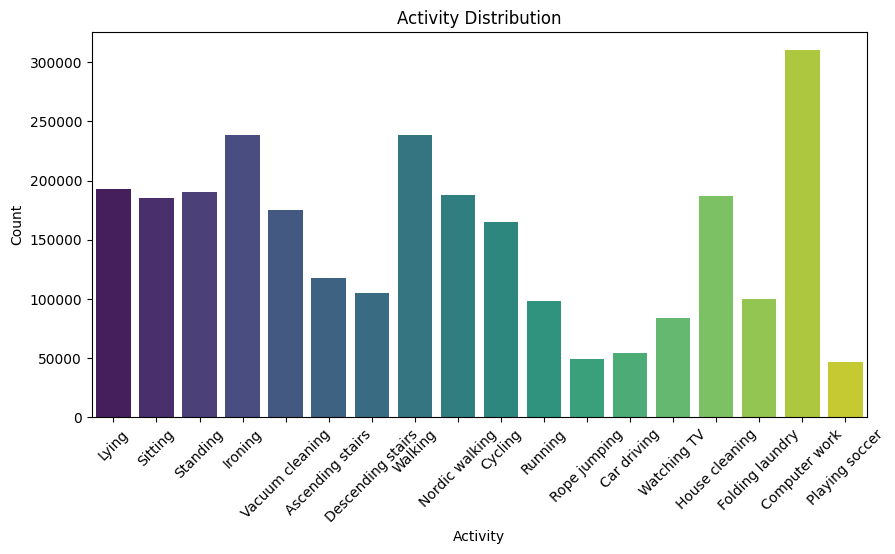 Activity Distribution
Count
300000
250000
200000
150000
100000
50000
0
Lying
Sitting
Standing
Ironing
Vacuum cleaning
Ascending stairs
Descending stairs
Walking
Nordic walking
Cycling
Running
Rope jumping
Car driving
Watching TV
House cleaning
Folding laundry
Computer work
Playing soccer
Activity